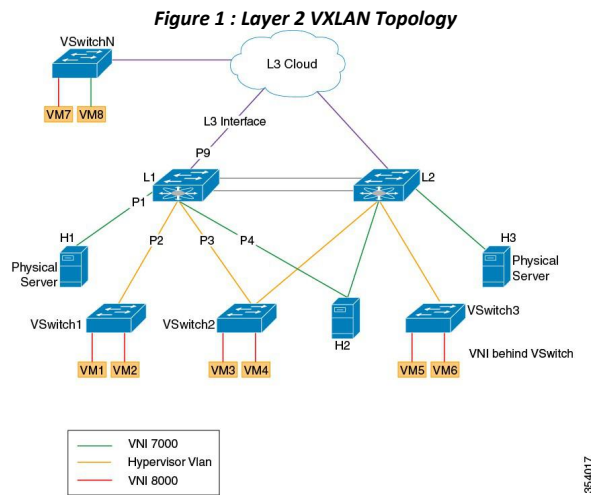 Figure 1 : Layer 2 VXLAN Topology
VSwitchN
L3 Cloud
VM7
VM8
L3 Interface
P9
L1
L2
P1
H1
P2
P3
P4
H3
Physical
Server
Physical
Server
VSwitch1
VSwitch2
H2
VSwitch3
VNI behind VSwitch
VM1
VM2
VM3
VM4
VM5
VM6
VNI 7000
Hypervisor Vlan
VNI 8000
354017